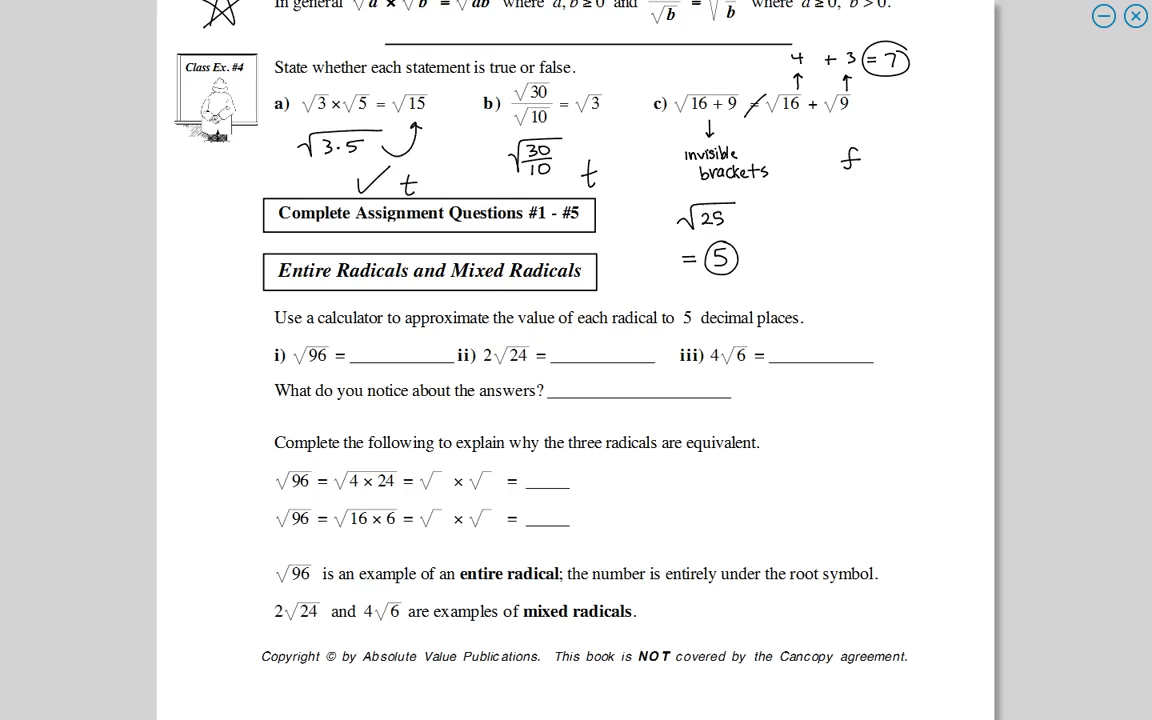 In general √a × √b = √ab where a, b ≥ 0 and √b = √b where a ≥ 0, b > 0.
4 + 3 = 7
Class Ex. #4
State whether each statement is true or false.
↑ ↑
a) √3 × √5 = √15 b) √30/√10 = √3 c) √16 + 9 ≠ √16 + √9
√3·5 √30/10 ↓
invisible
brackets f
✓ t t
Complete Assignment Questions #1 - #5
√25
= 5
Entire Radicals and Mixed Radicals
Use a calculator to approximate the value of each radical to 5 decimal places.
i) √96 = __________ ii) 2√24 = __________ iii) 4√6 = __________
What do you notice about the answers? __________________
Complete the following to explain why the three radicals are equivalent.
√96 = √4 × 24 = √ × √ = ____
√96 = √16 × 6 = √ × √ = ____
√96 is an example of an entire radical; the number is entirely under the root symbol.
2√24 and 4√6 are examples of mixed radicals.
Copyright © by Absolute Value Publications. This book is NOT covered by the Cancopy agreement.